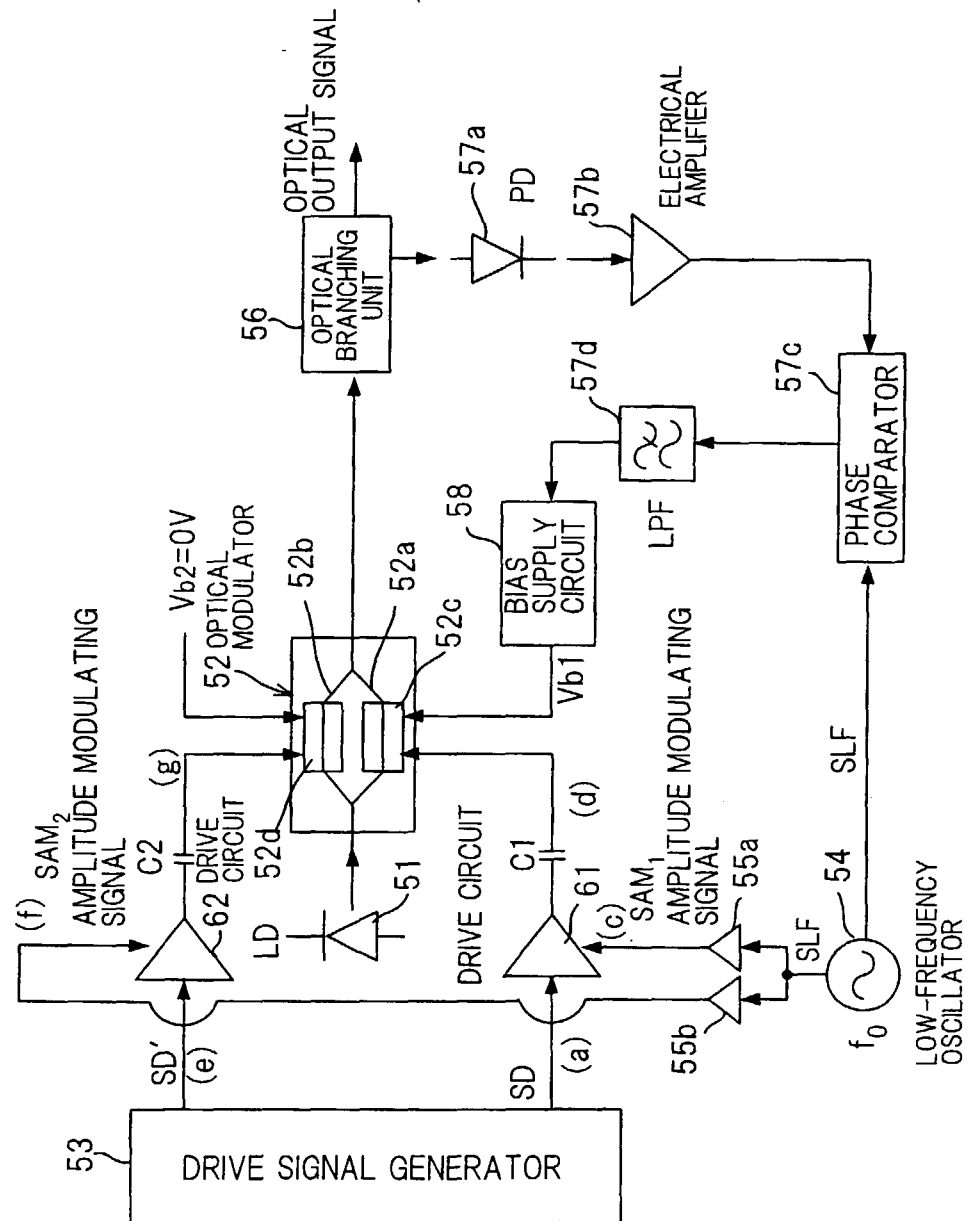 53
DRIVE SIGNAL GENERATOR
SD'
(e)
SD
(a)
(f)
SAM2
AMPLITUDE MODULATING
SIGNAL
C2
62 DRIVE
CIRCUIT
(g)
Vb2=0V
52 OPTICAL
MODULATOR
52b
52a
52c
52d
LD
51
DRIVE CIRCUIT
C1
61
(d)
(c)
SAM1
AMPLITUDE MODULATING
SIGNAL
55a
55b
SLF
54
f0
LOW-FREQUENCY
OSCILLATOR
SLF
Vb1
58
BIAS
SUPPLY
CIRCUIT
57d
LPF
57c
PHASE
COMPARATOR
56
OPTICAL
BRANCHING
UNIT
OPTICAL
OUTPUT SIGNAL
57a
PD
57b
ELECTRICAL
AMPLIFIER